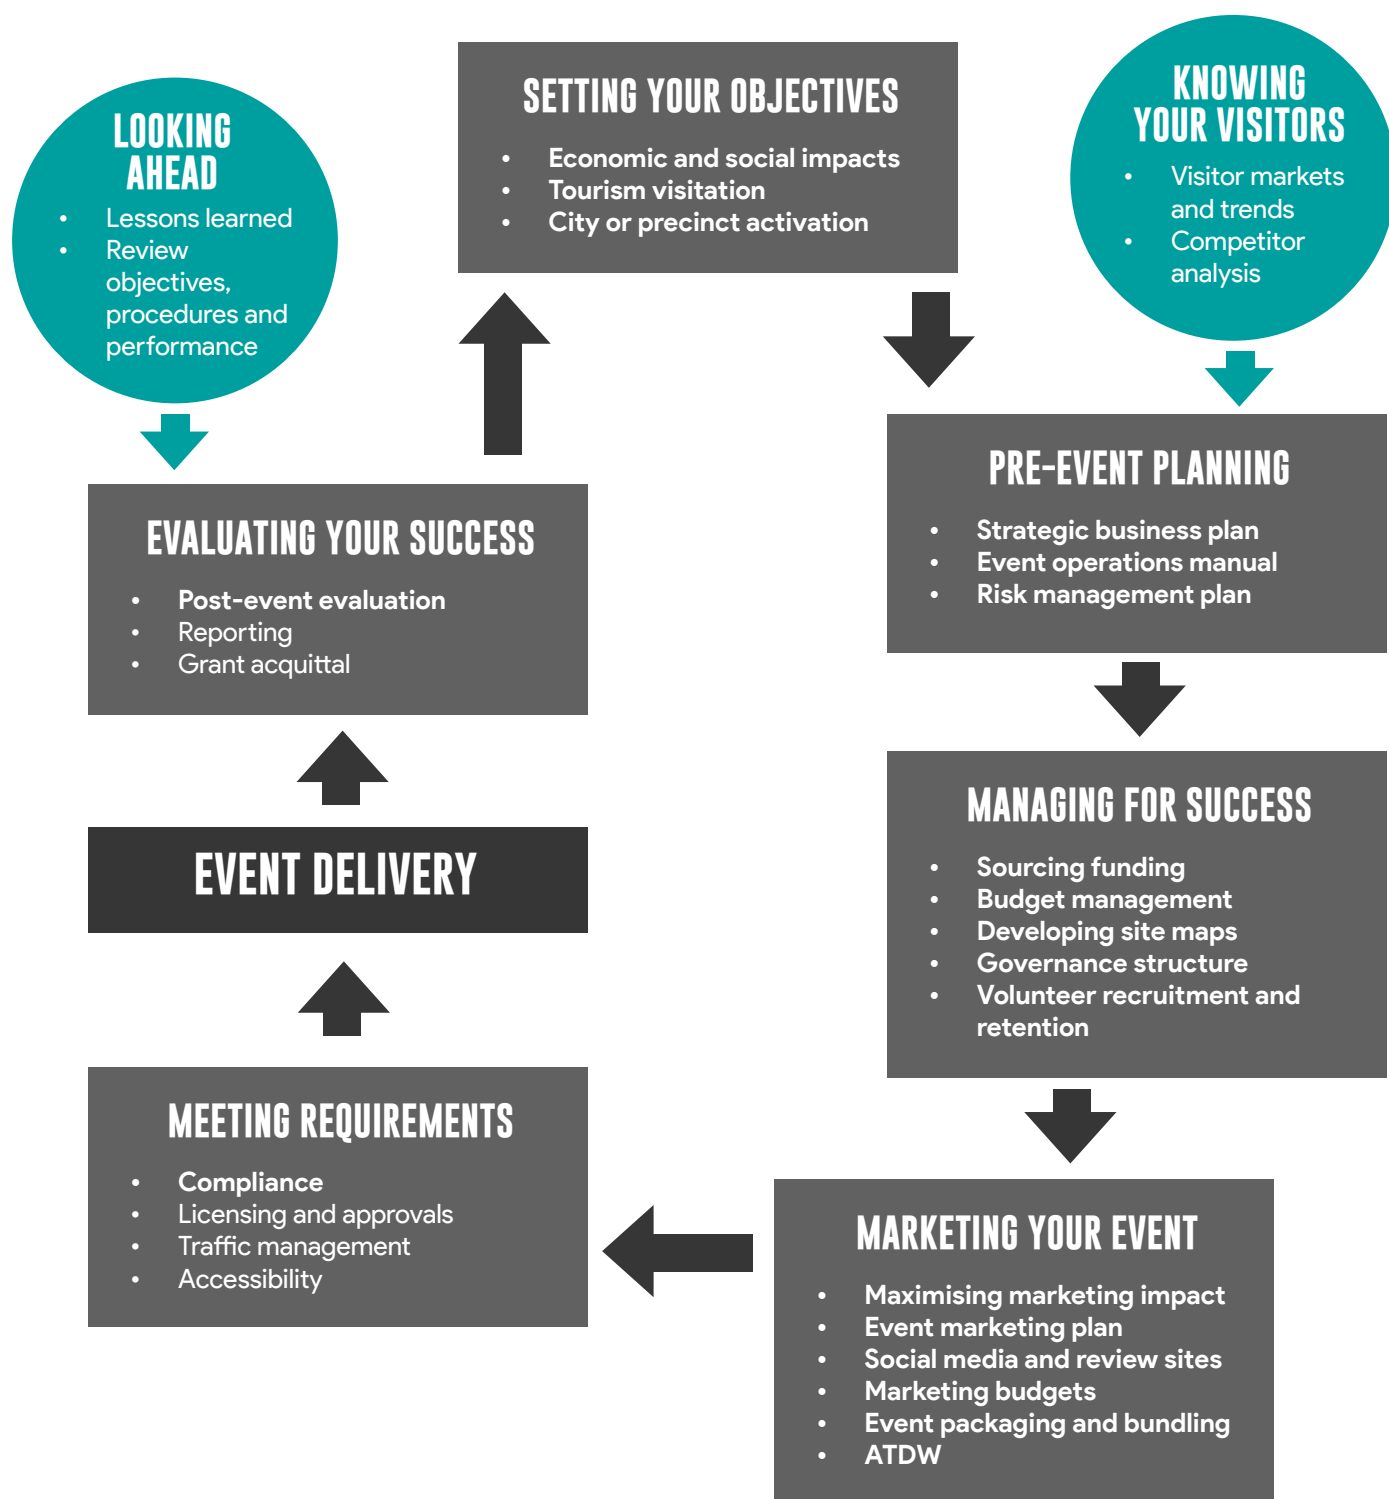 SETTING YOUR OBJECTIVES
• Economic and social impacts
• Tourism visitation
• City or precinct activation
KNOWING
YOUR VISITORS
• Visitor markets
and trends
• Competitor
analysis
PRE-EVENT PLANNING
• Strategic business plan
• Event operations manual
• Risk management plan
MANAGING FOR SUCCESS
• Sourcing funding
• Budget management
• Developing site maps
• Governance structure
• Volunteer recruitment and
retention
MARKETING YOUR EVENT
• Maximising marketing impact
• Event marketing plan
• Social media and review sites
• Marketing budgets
• Event packaging and bundling
• ATDW
MEETING REQUIREMENTS
• Compliance
• Licensing and approvals
• Traffic management
• Accessibility
EVENT DELIVERY
EVALUATING YOUR SUCCESS
• Post-event evaluation
• Reporting
• Grant acquittal
LOOKING
AHEAD
• Lessons learned
• Review
objectives,
procedures and
performance